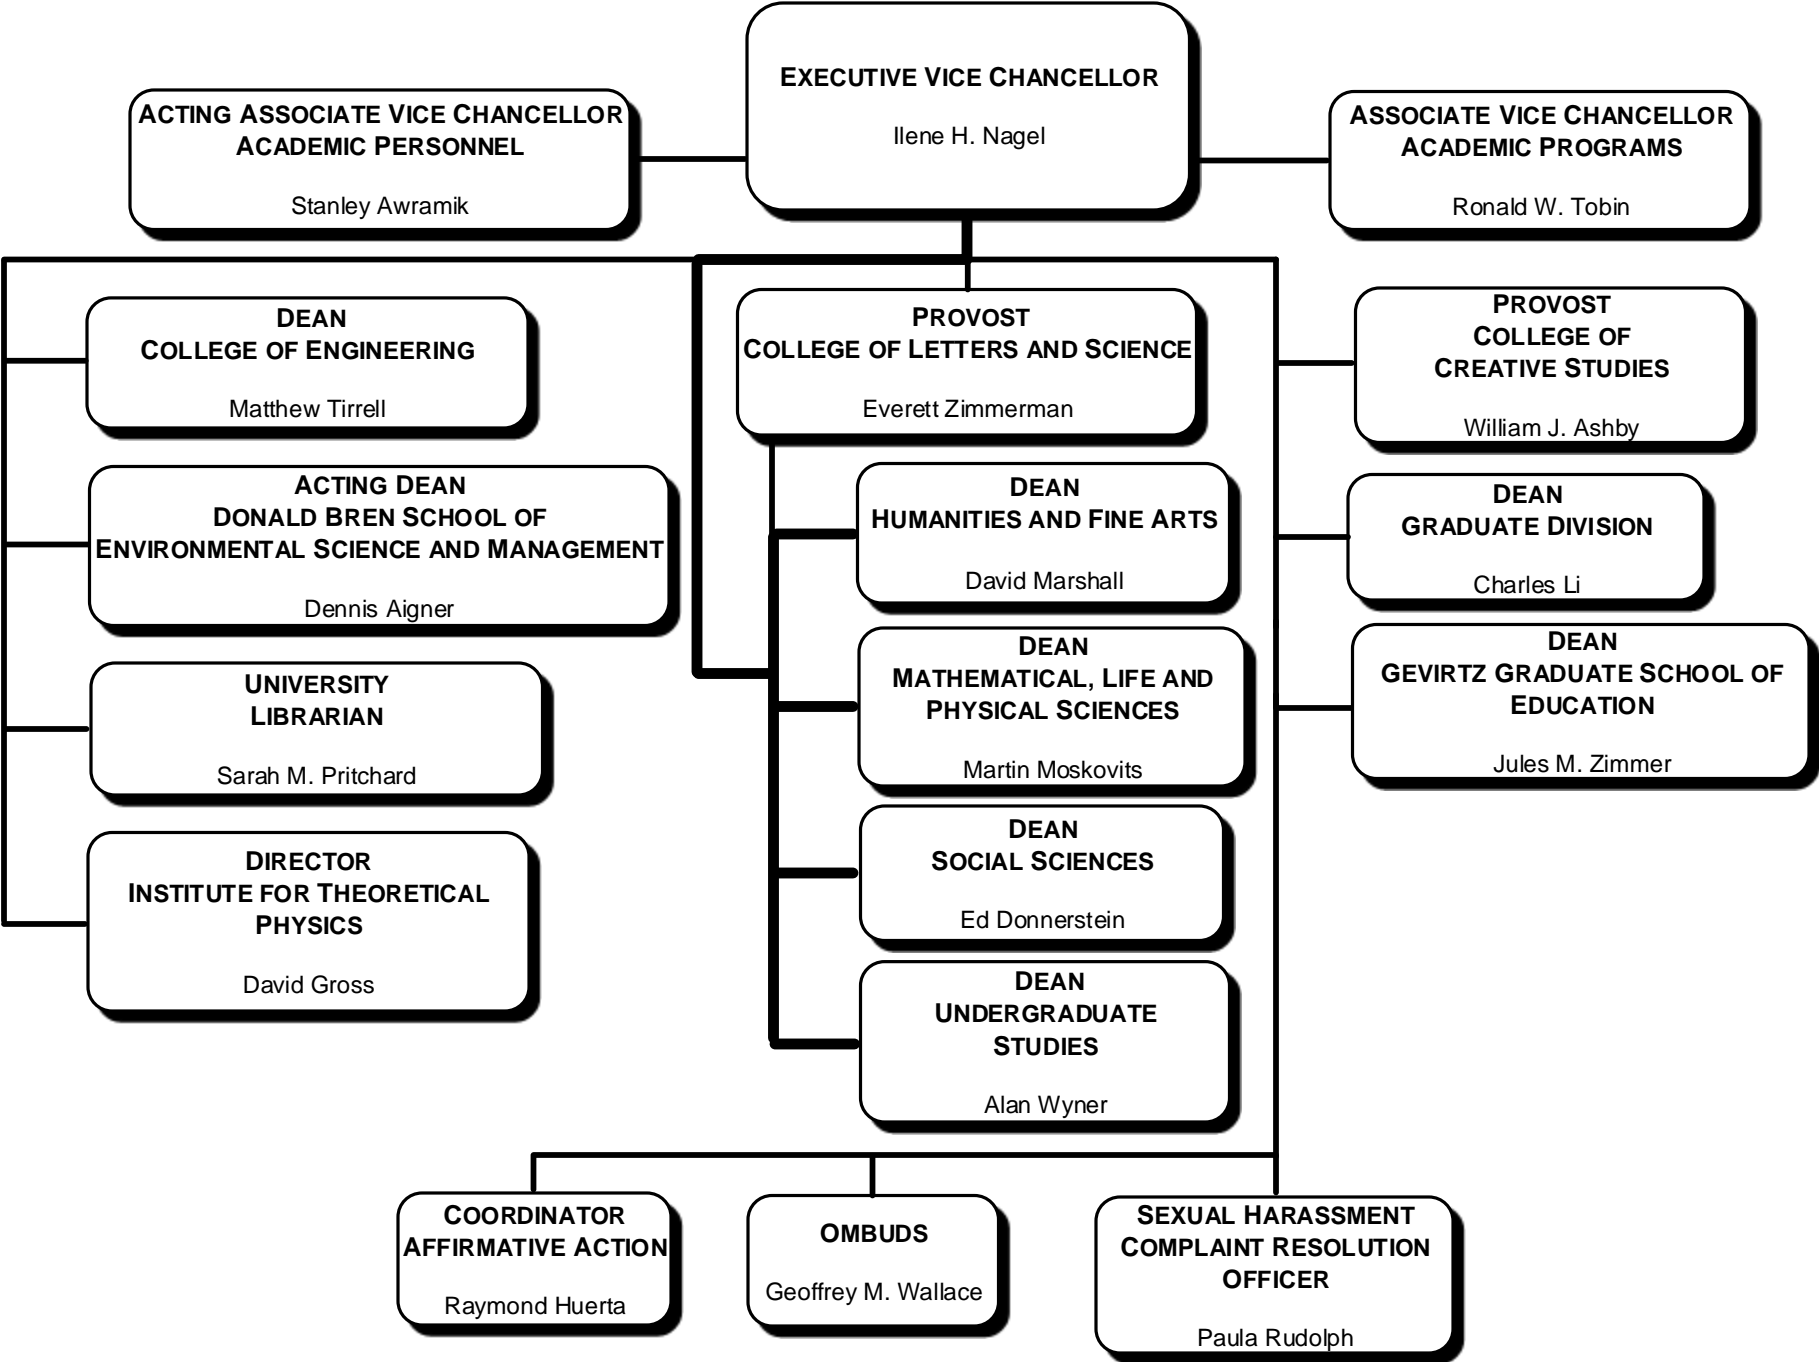 EXECUTIVE VICE CHANCELLOR
Ilene H. Nagel
ACTING ASSOCIATE VICE CHANCELLOR
ACADEMIC PERSONNEL
Stanley Awramik
ASSOCIATE VICE CHANCELLOR
ACADEMIC PROGRAMS
Ronald W. Tobin
DEAN
COLLEGE OF ENGINEERING
Matthew Tirrell
ACTING DEAN
DONALD BREN SCHOOL OF
ENVIRONMENTAL SCIENCE AND MANAGEMENT
Dennis Aigner
UNIVERSITY
LIBRARIAN
Sarah M. Pritchard
DIRECTOR
INSTITUTE FOR THEORETICAL
PHYSICS
David Gross
PROVOST
COLLEGE OF LETTERS AND SCIENCE
Everett Zimmerman
DEAN
HUMANITIES AND FINE ARTS
David Marshall
DEAN
MATHEMATICAL, LIFE AND
PHYSICAL SCIENCES
Martin Moskovits
DEAN
SOCIAL SCIENCES
Ed Donnerstein
DEAN
UNDERGRADUATE
STUDIES
Alan Wyner
PROVOST
COLLEGE OF
CREATIVE STUDIES
William J. Ashby
DEAN
GRADUATE DIVISION
Charles Li
DEAN
GEVIRTZ GRADUATE SCHOOL OF
EDUCATION
Jules M. Zimmer
COORDINATOR
AFFIRMATIVE ACTION
Raymond Huerta
OMBUDS
Geoffrey M. Wallace
SEXUAL HARASSMENT
COMPLAINT RESOLUTION
OFFICER
Paula Rudolph